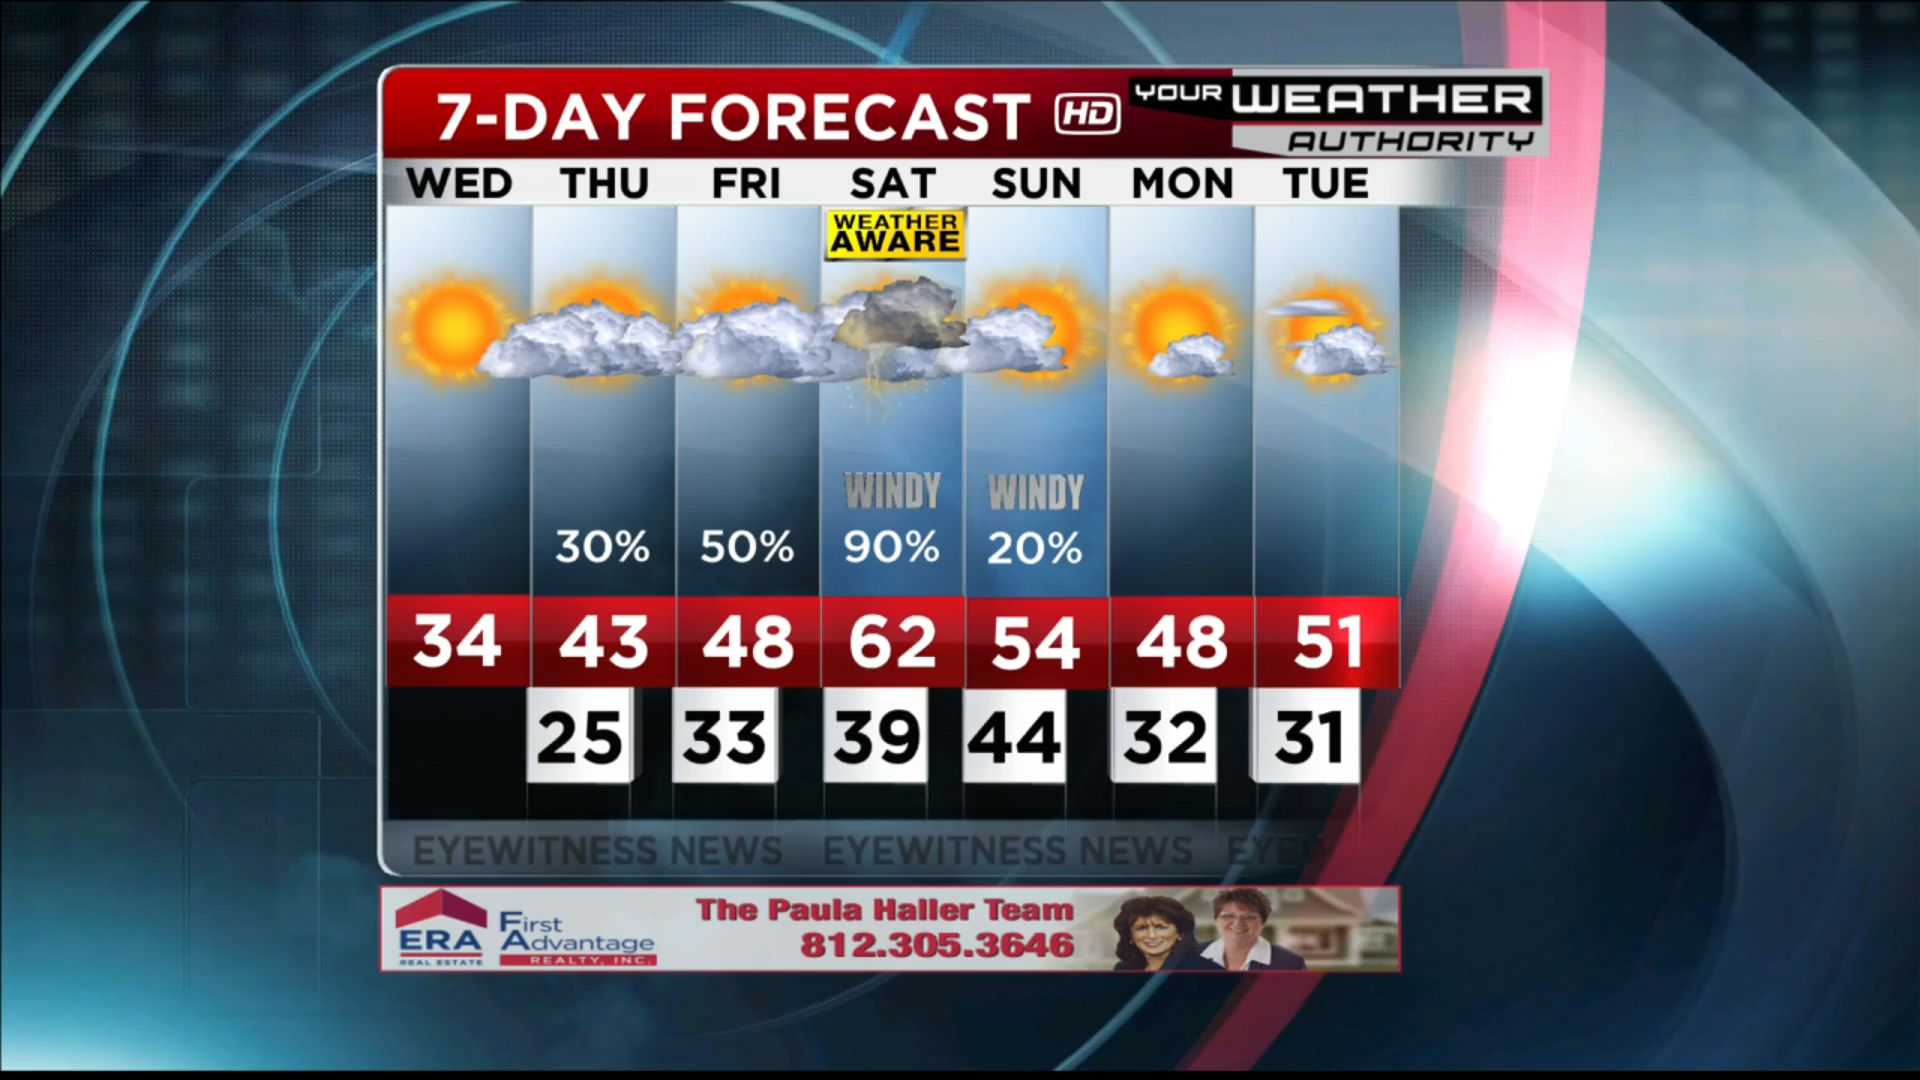 7-DAY FORECAST HD YOUR WEATHER
AUTHORITY
WED THU FRI SAT SUN MON TUE
WEATHER
AWARE
WINDY WINDY
30% 50% 90% 20%
34 43 48 62 54 48 51
25 33 39 44 32 31
EYEWITNESS NEWS EYEWITNESS NEWS EYEW
ERA
REAL ESTATE
First
Advantage
REALTY, INC.
The Paula Haller Team
812.305.3646